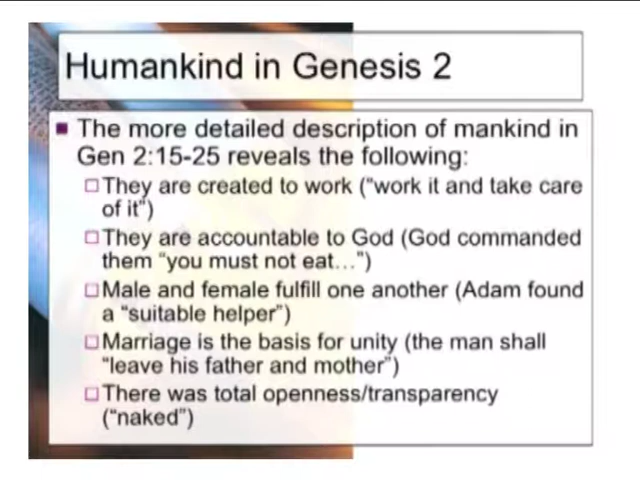 Humankind in Genesis 2
The more detailed description of mankind in
Gen 2:15-25 reveals the following:
They are created to work ("work it and take care
of it")
They are accountable to God (God commanded
them "you must not eat…")
Male and female fulfill one another (Adam found
a "suitable helper")
Marriage is the basis for unity (the man shall
"leave his father and mother")
There was total openness/transparency
("naked")